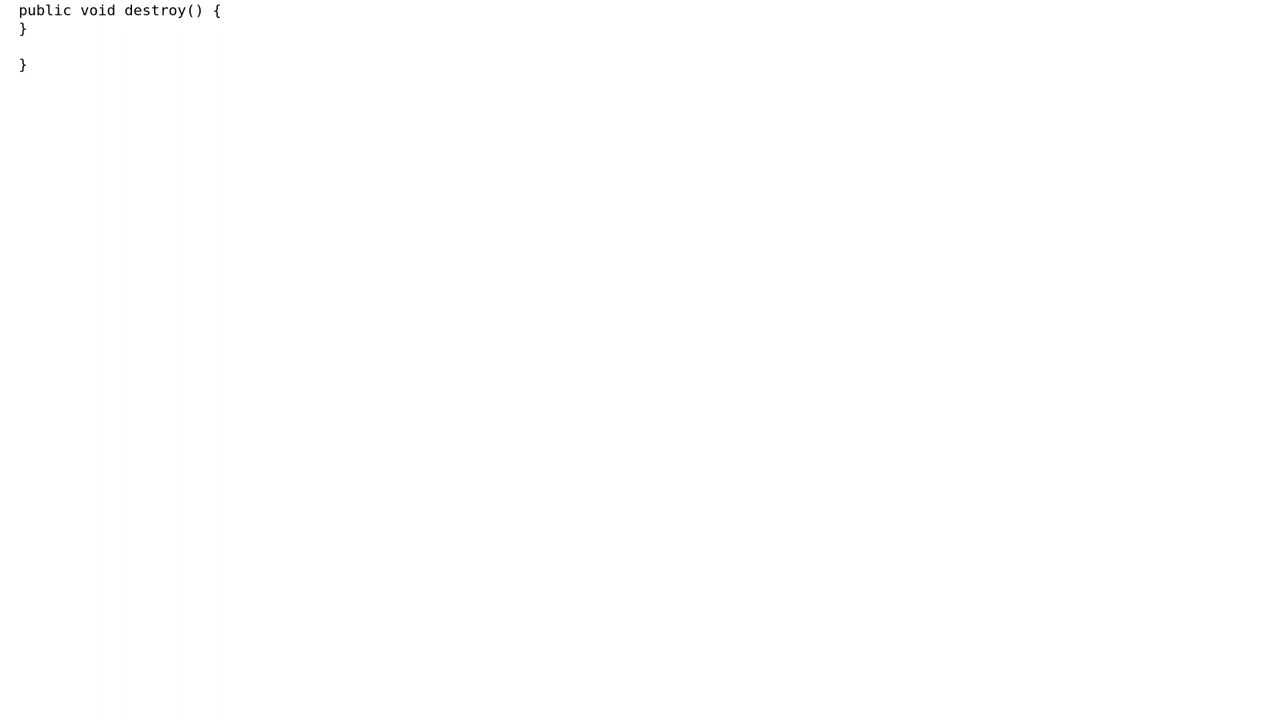 public void destroy() {
}
}